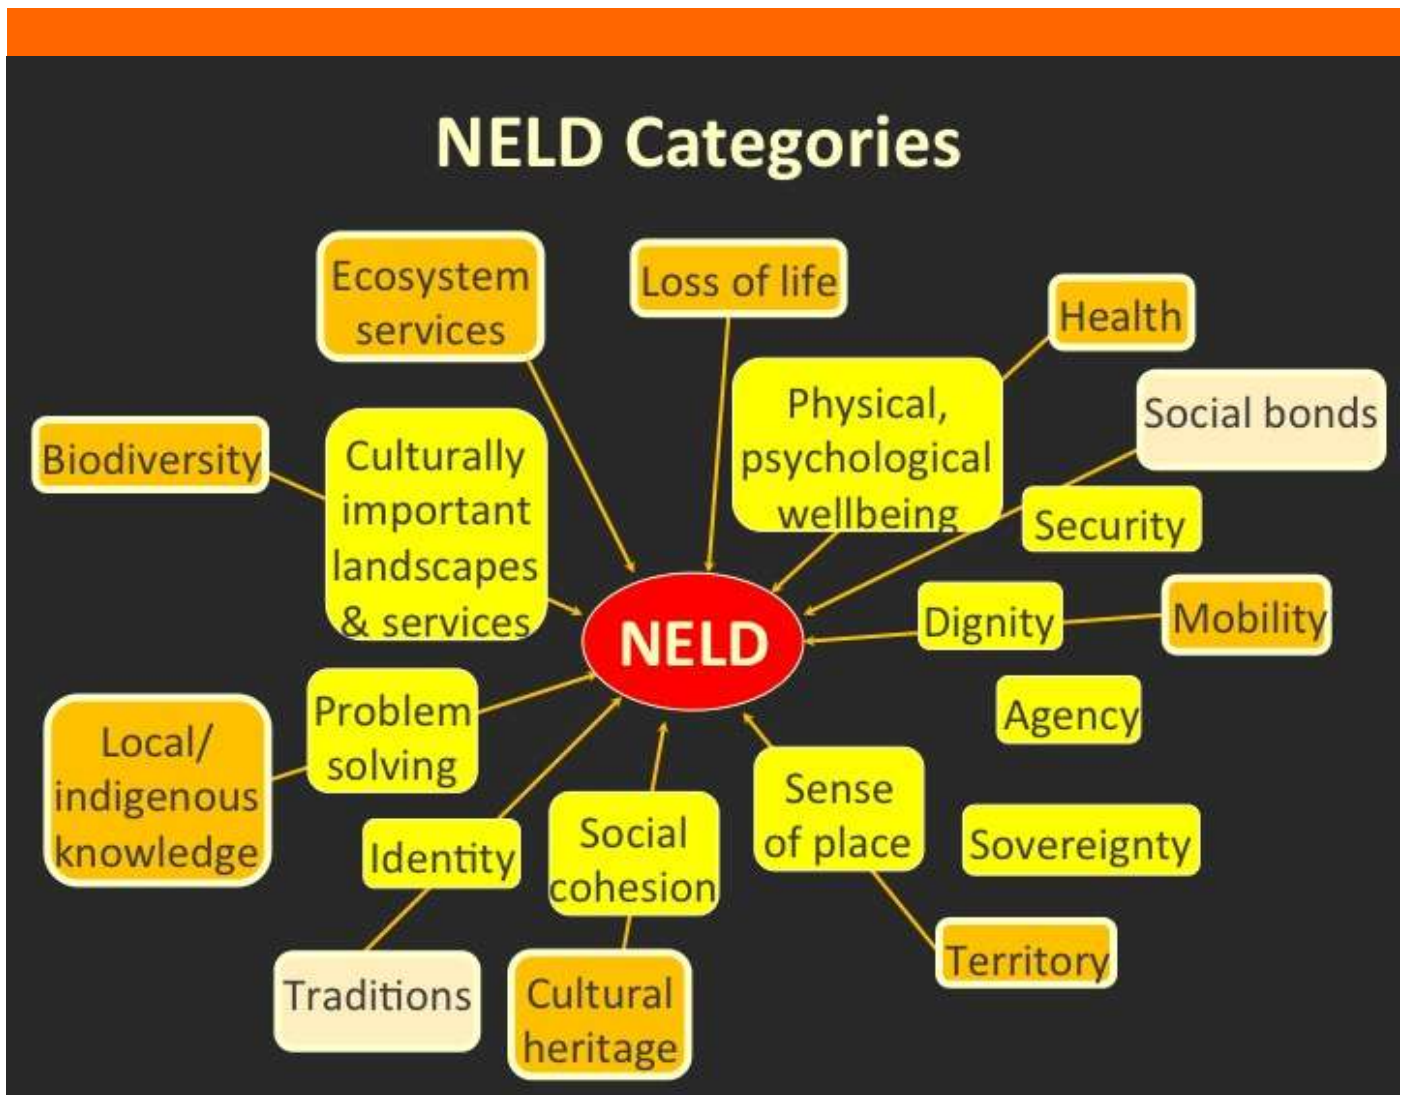 NELD Categories
Ecosystem
services
Loss of life
Health
Physical,
psychological
wellbeing
Social bonds
Biodiversity
Culturally
important
landscapes
& services
Security
Dignity
Mobility
NELD
Agency
Problem
solving
Local/
indigenous
knowledge
Identity
Social
cohesion
Sense
of place
Sovereignty
Territory
Traditions
Cultural
heritage